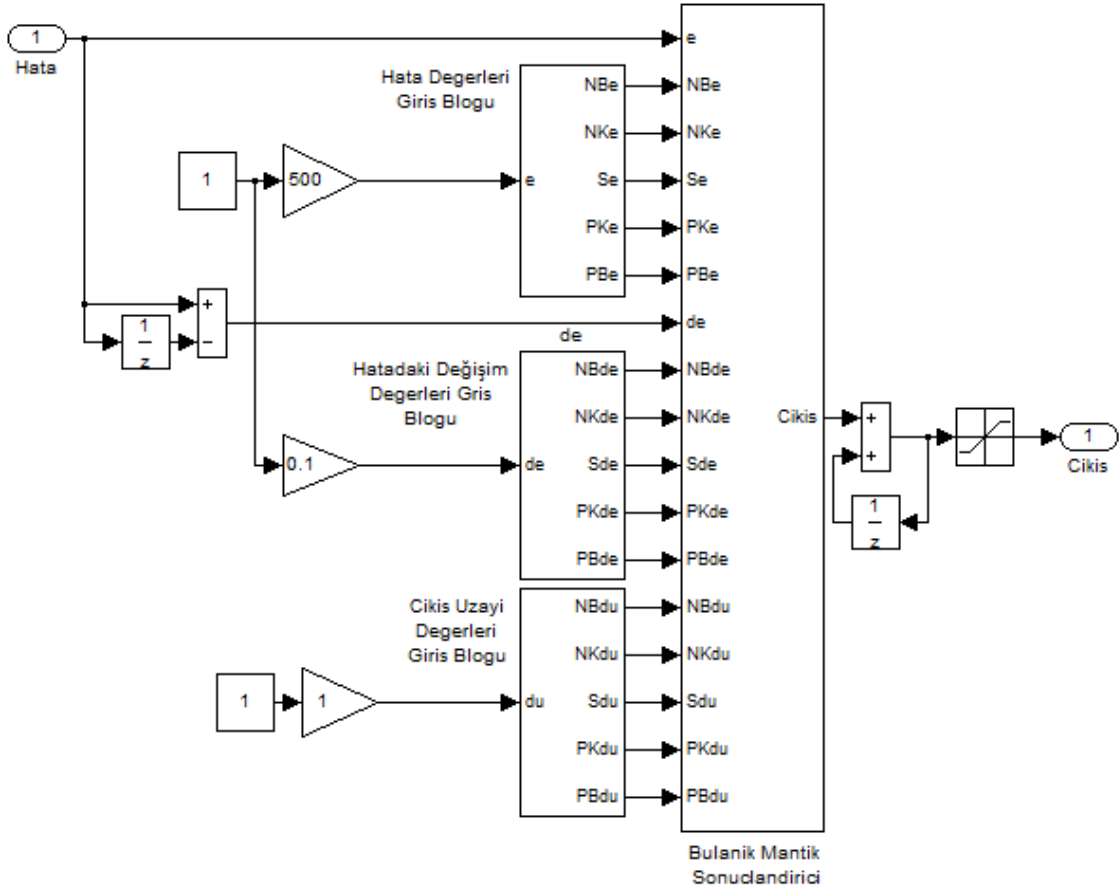 1
Hata
e
Hata Degerleri
Giris Blogu
1
500
e
NBe
NKe
Se
PKe
PBe
NBe
NKe
Se
PKe
PBe
+
−
1
z
de
de
Hatadaki Değişim
Degerleri Gris
Blogu
0.1
de
NBde
NKde
Sde
PKde
PBde
NBde
NKde
Sde
PKde
PBde
Cikis
+
+
1
z
1
Cikis
Cikis Uzayi
Degerleri
Giris Blogu
1
1
du
NBdu
NKdu
Sdu
PKdu
PBdu
NBdu
NKdu
Sdu
PKdu
PBdu
Bulanik Mantik
Sonuclandirici